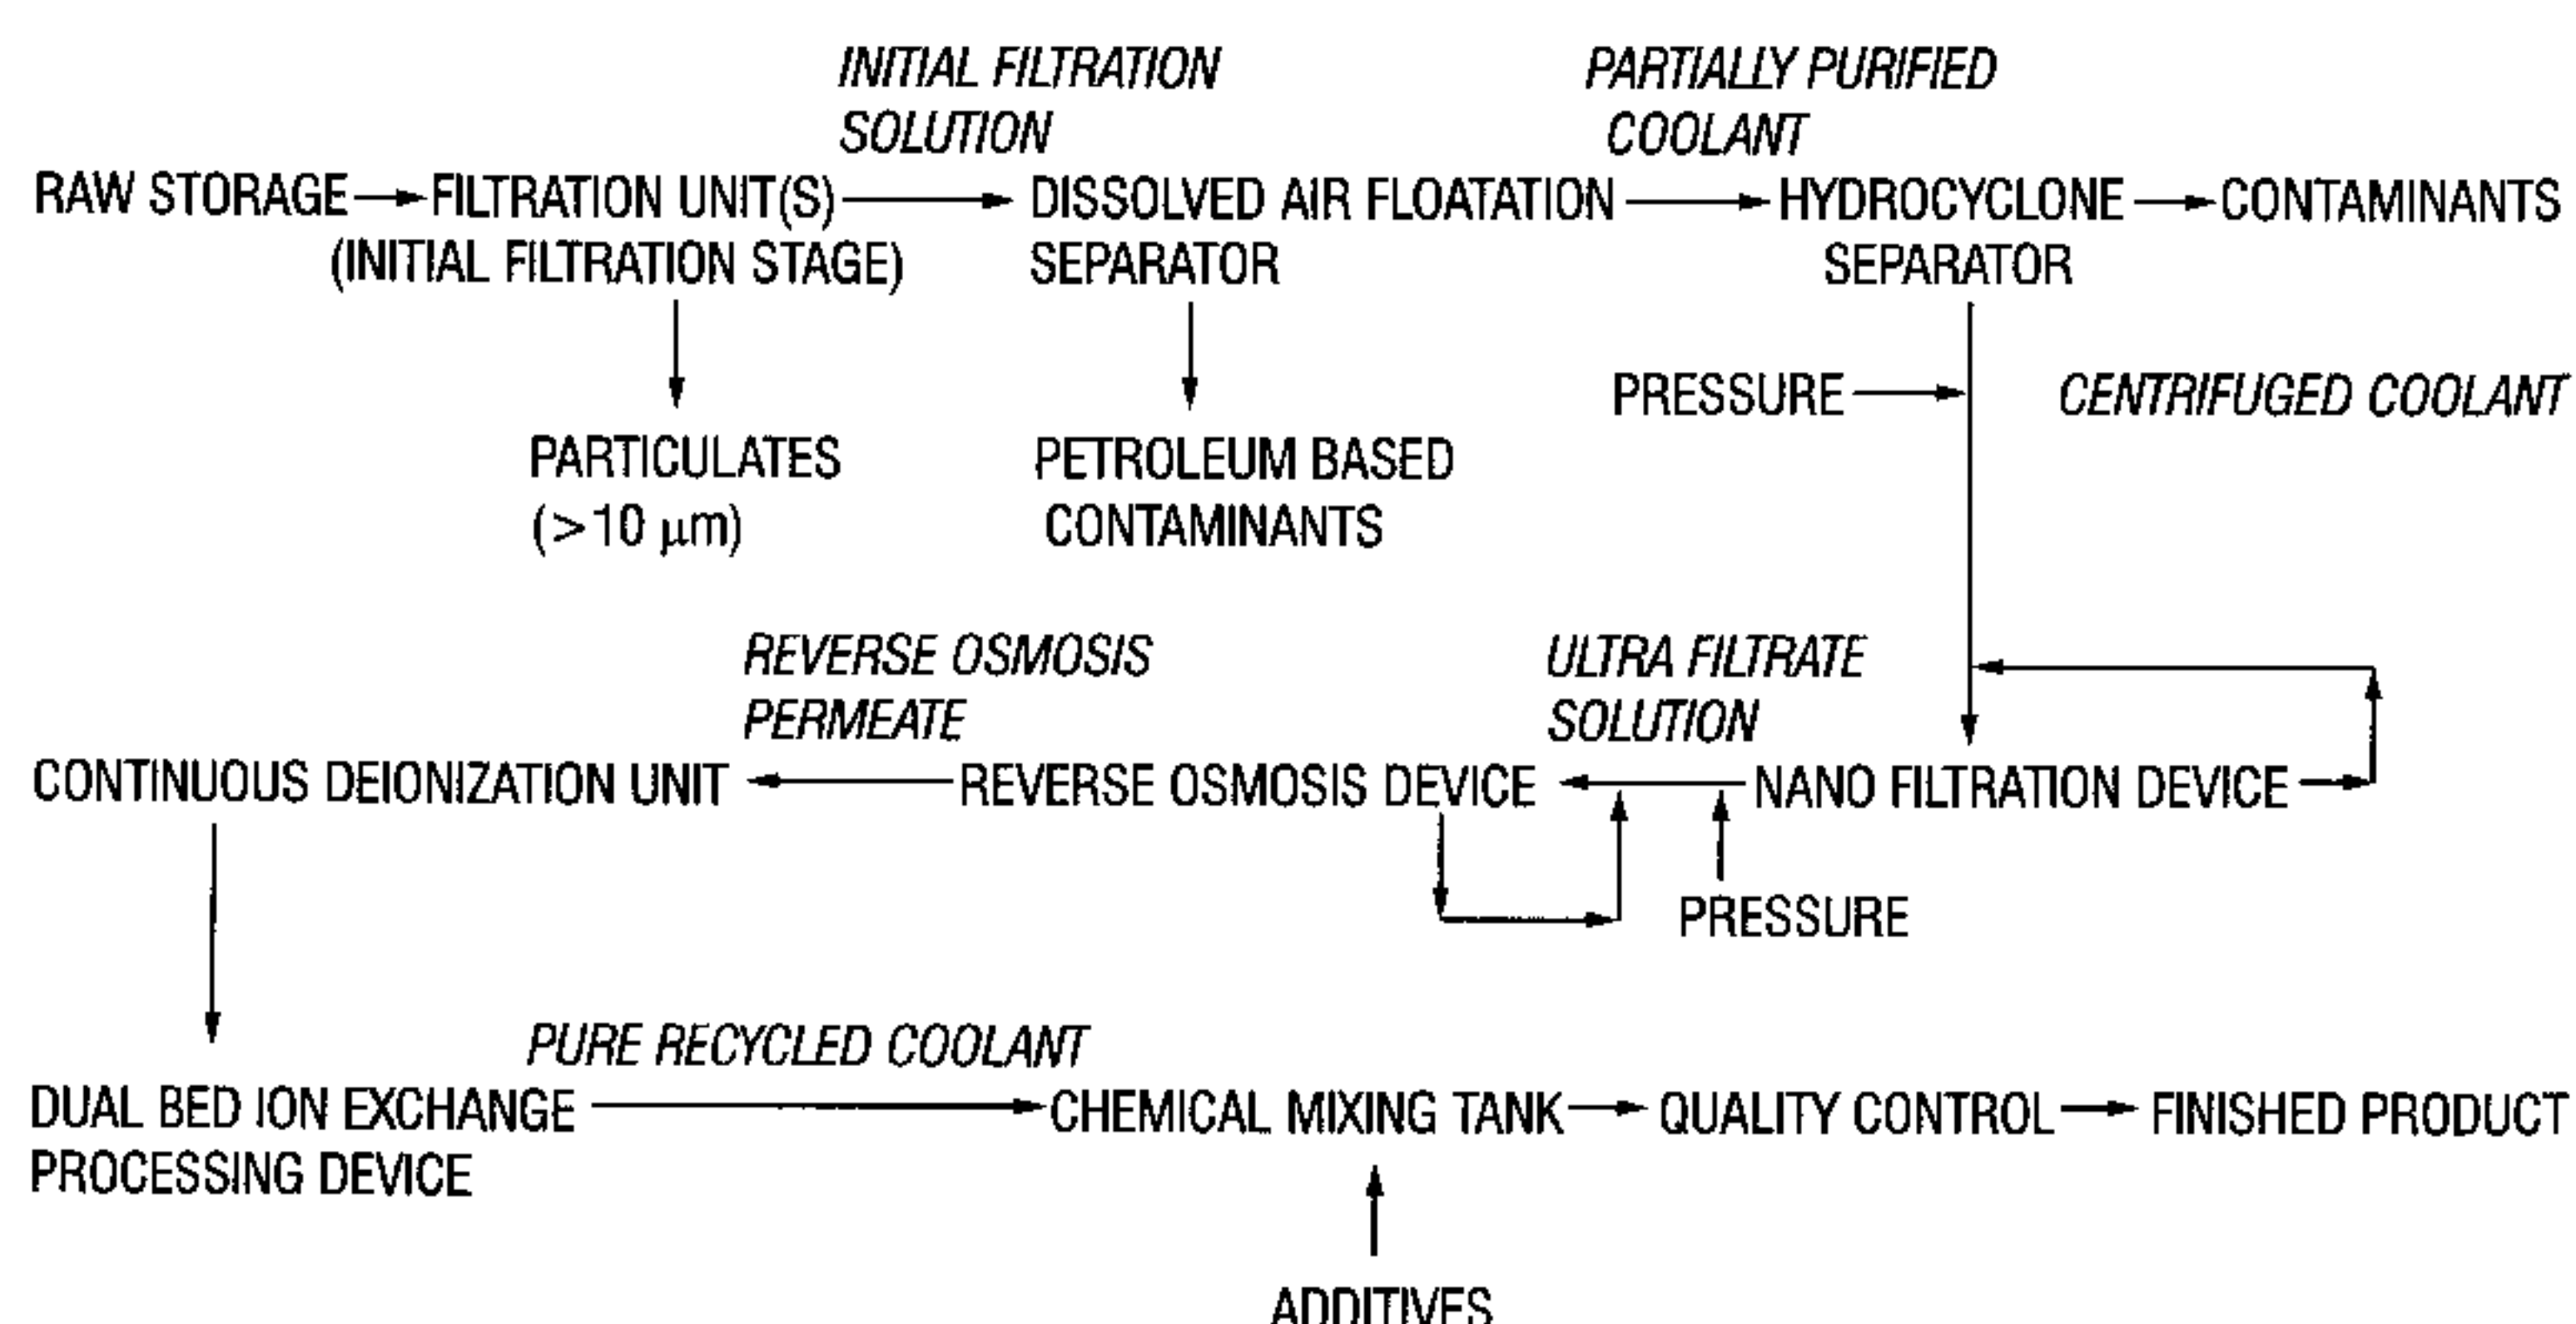 INITIAL FILTRATION
SOLUTION
PARTIALLY PURIFIED
COOLANT
RAW STORAGE
FILTRATION UNIT(S)
(INITIAL FILTRATION STAGE)
DISSOLVED AIR FLOATATION
SEPARATOR
HYDROCYCLONE
SEPARATOR
CONTAMINANTS
PRESSURE
CENTRIFUGED COOLANT
PARTICULATES
(>10 μm)
PETROLEUM BASED
CONTAMINANTS
REVERSE OSMOSIS
PERMEATE
ULTRA FILTRATE
SOLUTION
CONTINUOUS DEIONIZATION UNIT
REVERSE OSMOSIS DEVICE
NANO FILTRATION DEVICE
PRESSURE
PURE RECYCLED COOLANT
DUAL BED ION EXCHANGE
PROCESSING DEVICE
CHEMICAL MIXING TANK
QUALITY CONTROL
FINISHED PRODUCT
ADDITIVES